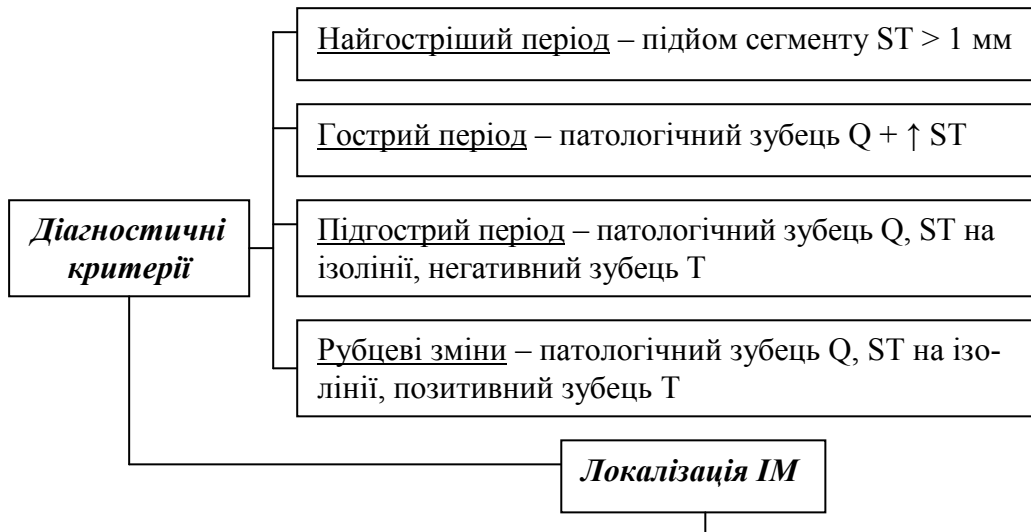 Найгостріший період – підйом сегменту ST > 1 мм
Гострий період – патологічний зубець Q + ↑ ST
Діагностичні
критерії
Підгострий період – патологічний зубець Q, ST на
ізолінії, негативний зубець Т
Рубцеві зміни – патологічний зубець Q, ST на ізо-
лінії, позитивний зубець Т
Локалізація ІМ